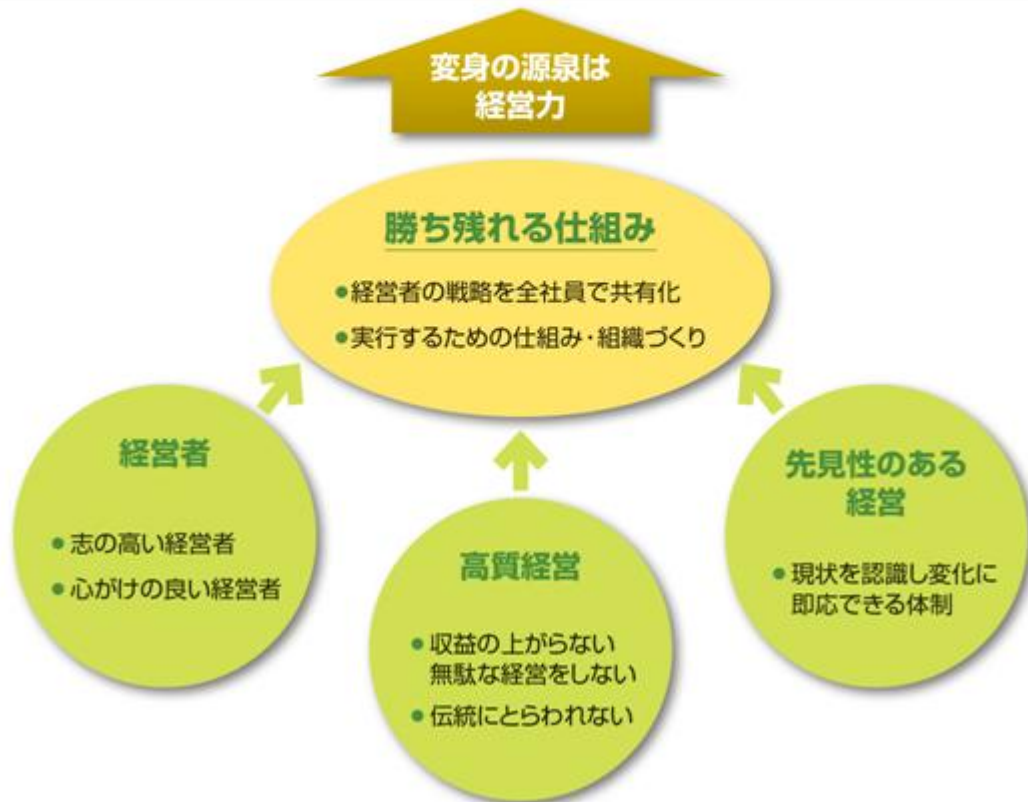 変身の源泉は
経営力
勝ち残れる仕組み
●経営者の戦略を全社員で共有化
●実行するための仕組み・組織づくり
経営者
●志の高い経営者
●心がけの良い経営者
高質経営
●収益の上がらない
無駄な経営をしない
●伝統にとらわれない
先見性のある
経営
●現状を認識し変化に
即応できる体制